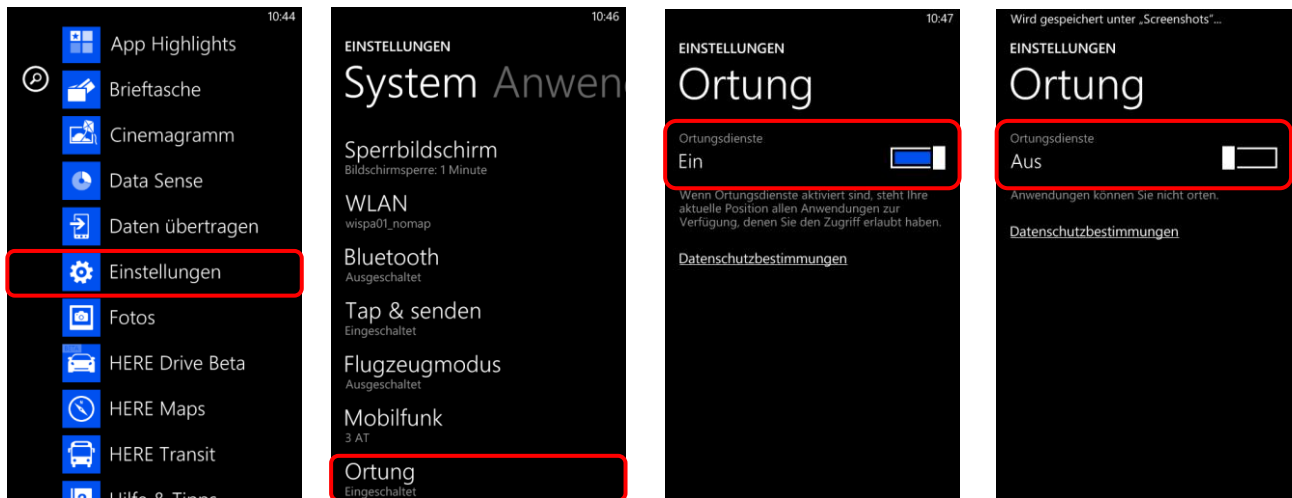 10:44
App Highlights
Brieftasche
Cinemagramm
Data Sense
Daten übertragen
Einstellungen
Fotos
BETA
HERE Drive Beta
HERE Maps
HERE Transit
Hilfe & Tipps
10:46
EINSTELLUNGEN
System Anwen
Sperrbildschirm
Bildschirmsperre: 1 Minute
WLAN
wispa01_nomap
Bluetooth
Ausgeschaltet
Tap & senden
Eingeschaltet
Flugzeugmodus
Ausgeschaltet
Mobilfunk
3 AT
Ortung
Eingeschaltet
10:47
EINSTELLUNGEN
Ortung
Ortungsdienste
Ein
Wenn Ortungsdienste aktiviert sind, steht Ihre
aktuelle Position allen Anwendungen zur
Verfügung, denen Sie den Zugriff erlaubt haben.
Datenschutzbestimmungen
Wird gespeichert unter „Screenshots"...
EINSTELLUNGEN
Ortung
Ortungsdienste
Aus
Anwendungen können Sie nicht orten.
Datenschutzbestimmungen